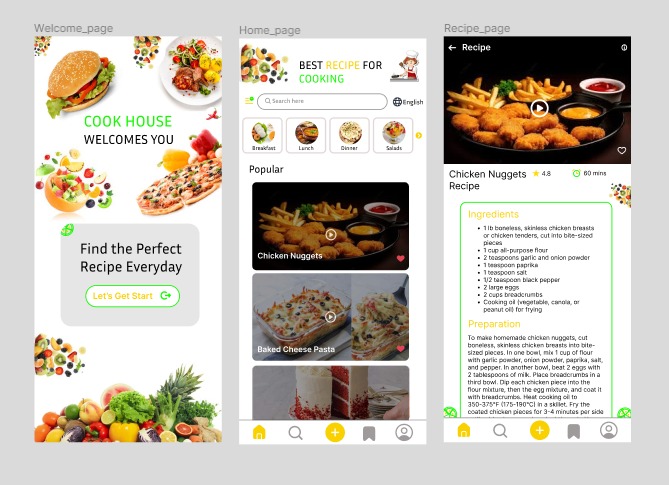 Welcome_page
COOK HOUSE
WELCOMES YOU
Find the Perfect
Recipe Everyday
Let's Get Start
Home_page
BEST RECIPE FOR
COOKING
Search here
English
Breakfast
Lunch
Dinner
Salads
Popular
Chicken Nuggets
Baked Cheese Pasta
Recipe_page
Recipe
Chicken Nuggets
Recipe
4.8
60 mins
Ingredients
• 1 lb boneless, skinless chicken breasts
or chicken tenders, cut into bite-sized
pieces
• 1 cup all-purpose flour
• 2 teaspoons garlic and onion powder
• 1 teaspoon paprika
• 1 teaspoon salt
• 1/2 teaspoon black pepper
• 2 large eggs
• 2 cups breadcrumbs
• Cooking oil (vegetable, canola, or
peanut oil) for frying
Preparation
To make homemade chicken nuggets, cut
boneless, skinless chicken breasts into bite-
sized pieces. In one bowl, mix 1 cup of flour
with garlic powder, onion powder, paprika, salt,
and pepper. In another bowl, beat 2 eggs with
2 tablespoons of milk. Place breadcrumbs in a
third bowl. Dip each chicken piece into the
flour mixture, then the egg mixture, and coat it
with breadcrumbs. Heat cooking oil to
350-375°F (175-190°C) in a skillet. Fry the
coated chicken pieces for 3-4 minutes per side